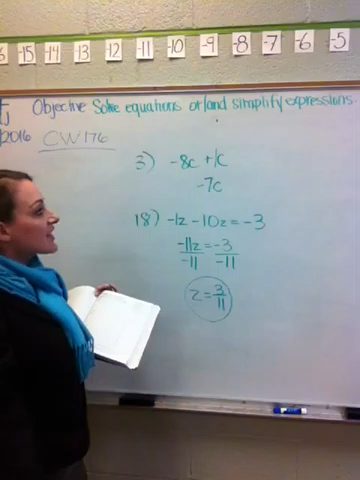 -15 -14 -13 -12 -11 -10 -9 -8 -7 -6 -5
Objective Solve equations or/and simplify expressions
2016 CW 176
3) -8c + 1c
-7c
18) -1z - 10z = -3
-11z = -3
-11 -11
z = 3/11